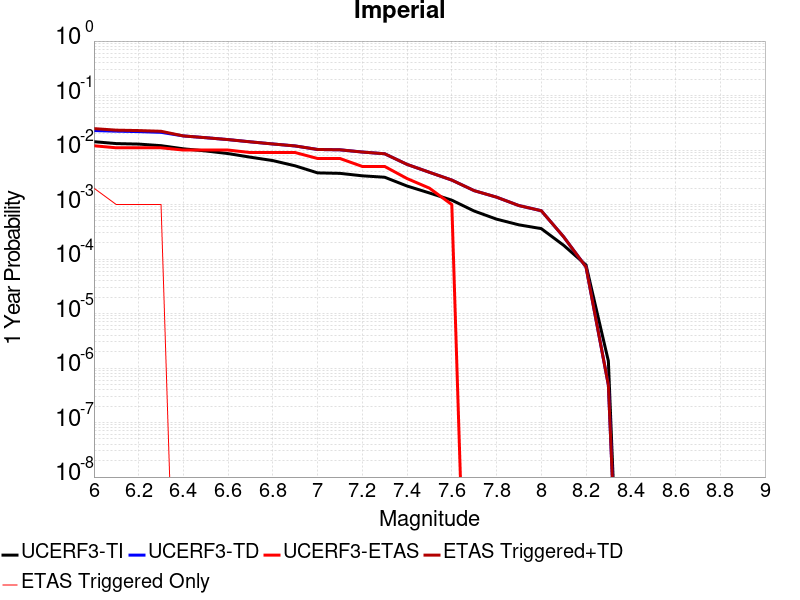 Imperial
10^0
10^-1
10^-2
10^-3
10^-4
10^-5
10^-6
10^-7
10^-8
1 Year Probability
6 6.2 6.4 6.6 6.8 7 7.2 7.4 7.6 7.8 8 8.2 8.4 8.6 8.8 9
Magnitude
UCERF3-TI UCERF3-TD UCERF3-ETAS ETAS Triggered+TD
ETAS Triggered Only